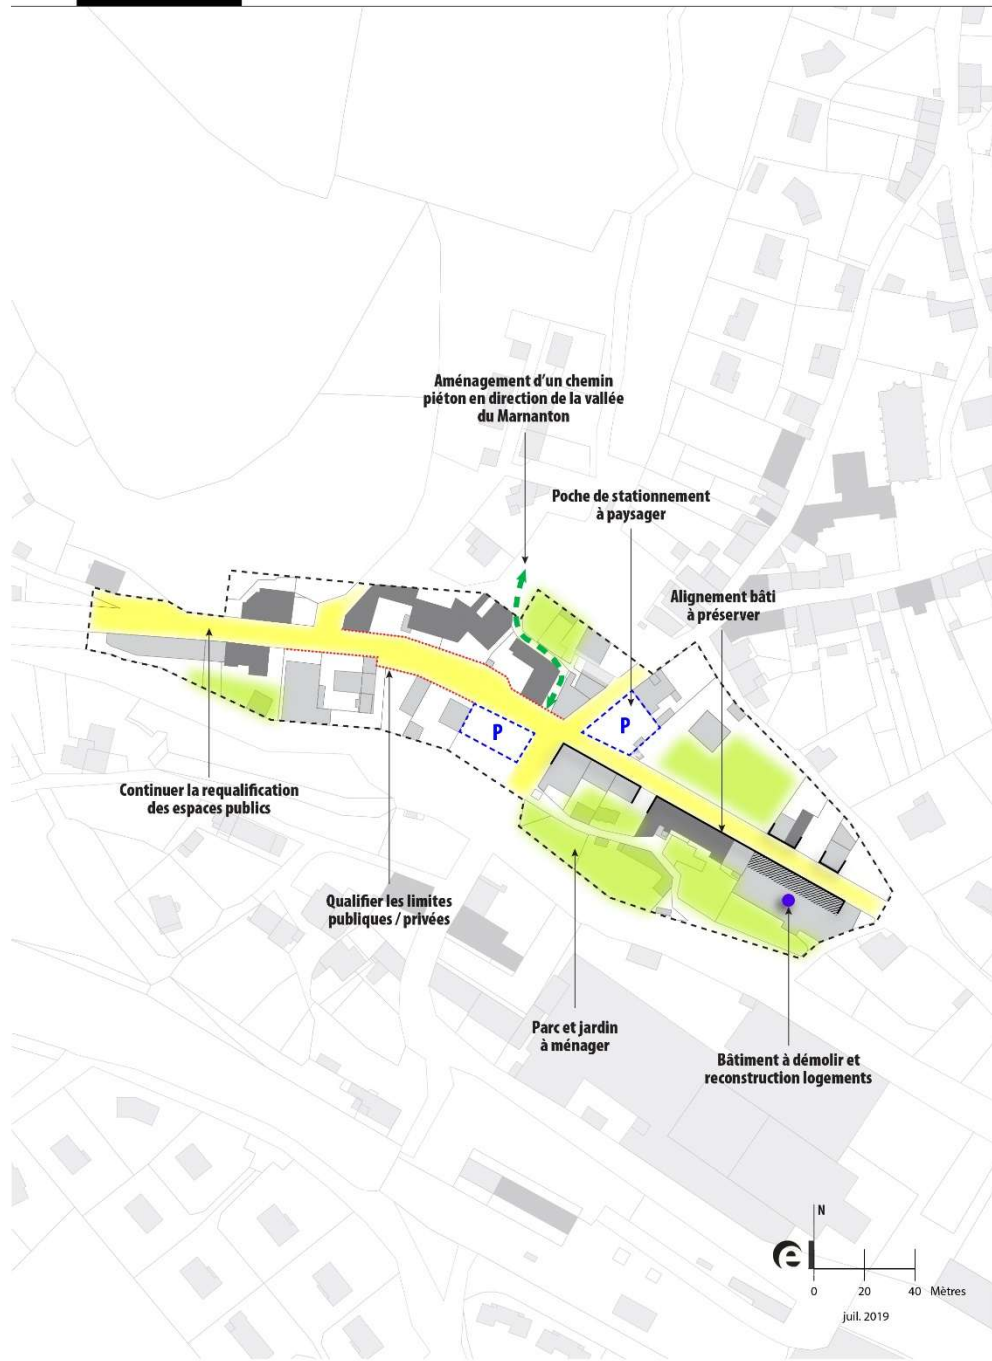 Aménagement d'un chemin
piéton en direction de la vallée
du Marnanton
Poche de stationnement
à paysager
Alignement bâti
à préserver
P
P
Continuer la requalification
des espaces publics
Qualifier les limites
publiques / privées
Parc et jardin
à ménager
Bâtiment à démolir et
reconstruction logements
N
e
0 20 40 Mètres
juil. 2019